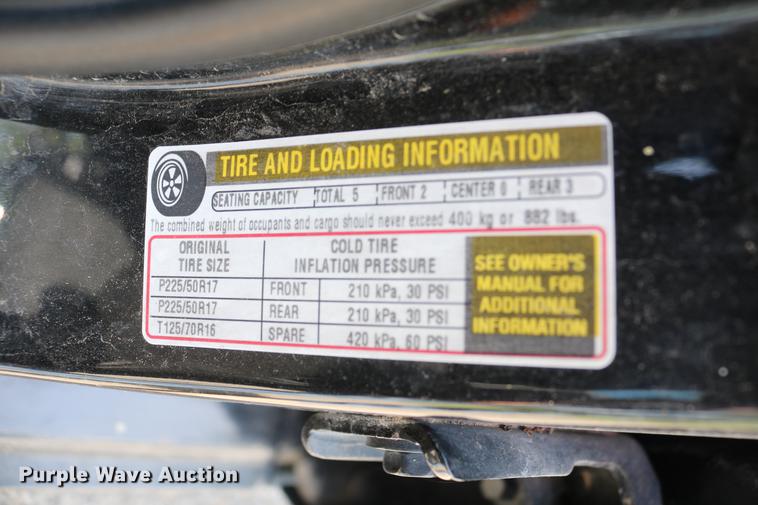 TIRE AND LOADING INFORMATION
SEATING CAPACITY TOTAL 5 FRONT 2 CENTER 0 REAR 3
The combined weight of occupants and cargo should never exceed 400 kg or 882 lbs.
ORIGINAL TIRE SIZE COLD TIRE INFLATION PRESSURE
P225/50R17 FRONT 210 kPa, 30 PSI
P225/50R17 REAR 210 kPa, 30 PSI
T125/70R16 SPARE 420 kPa, 60 PSI
SEE OWNER'S
MANUAL FOR
ADDITIONAL
INFORMATION
Purple Wave Auction